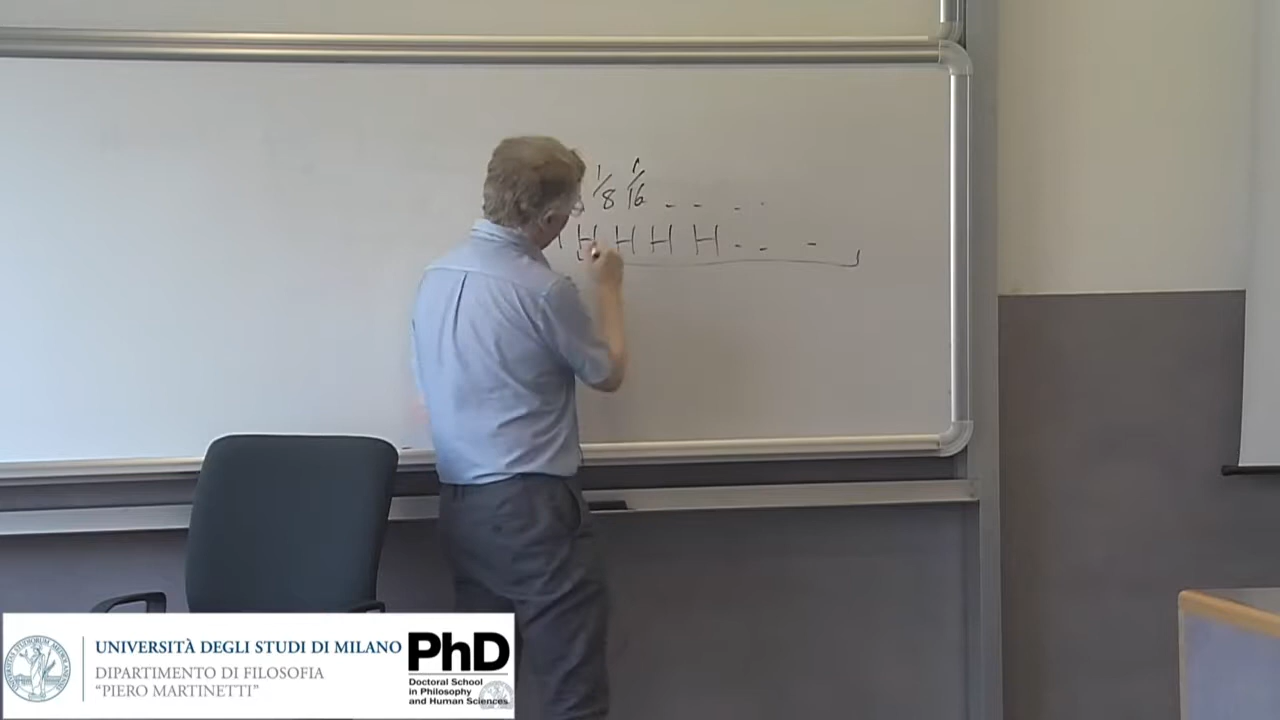 1/8 1/16 - - - .
H H H H - - -
UNIVERSITÀ DEGLI STUDI DI MILANO
DIPARTIMENTO DI FILOSOFIA
“PIERO MARTINETTI”
PhD
Doctoral School
in Philosophy
and Human Sciences